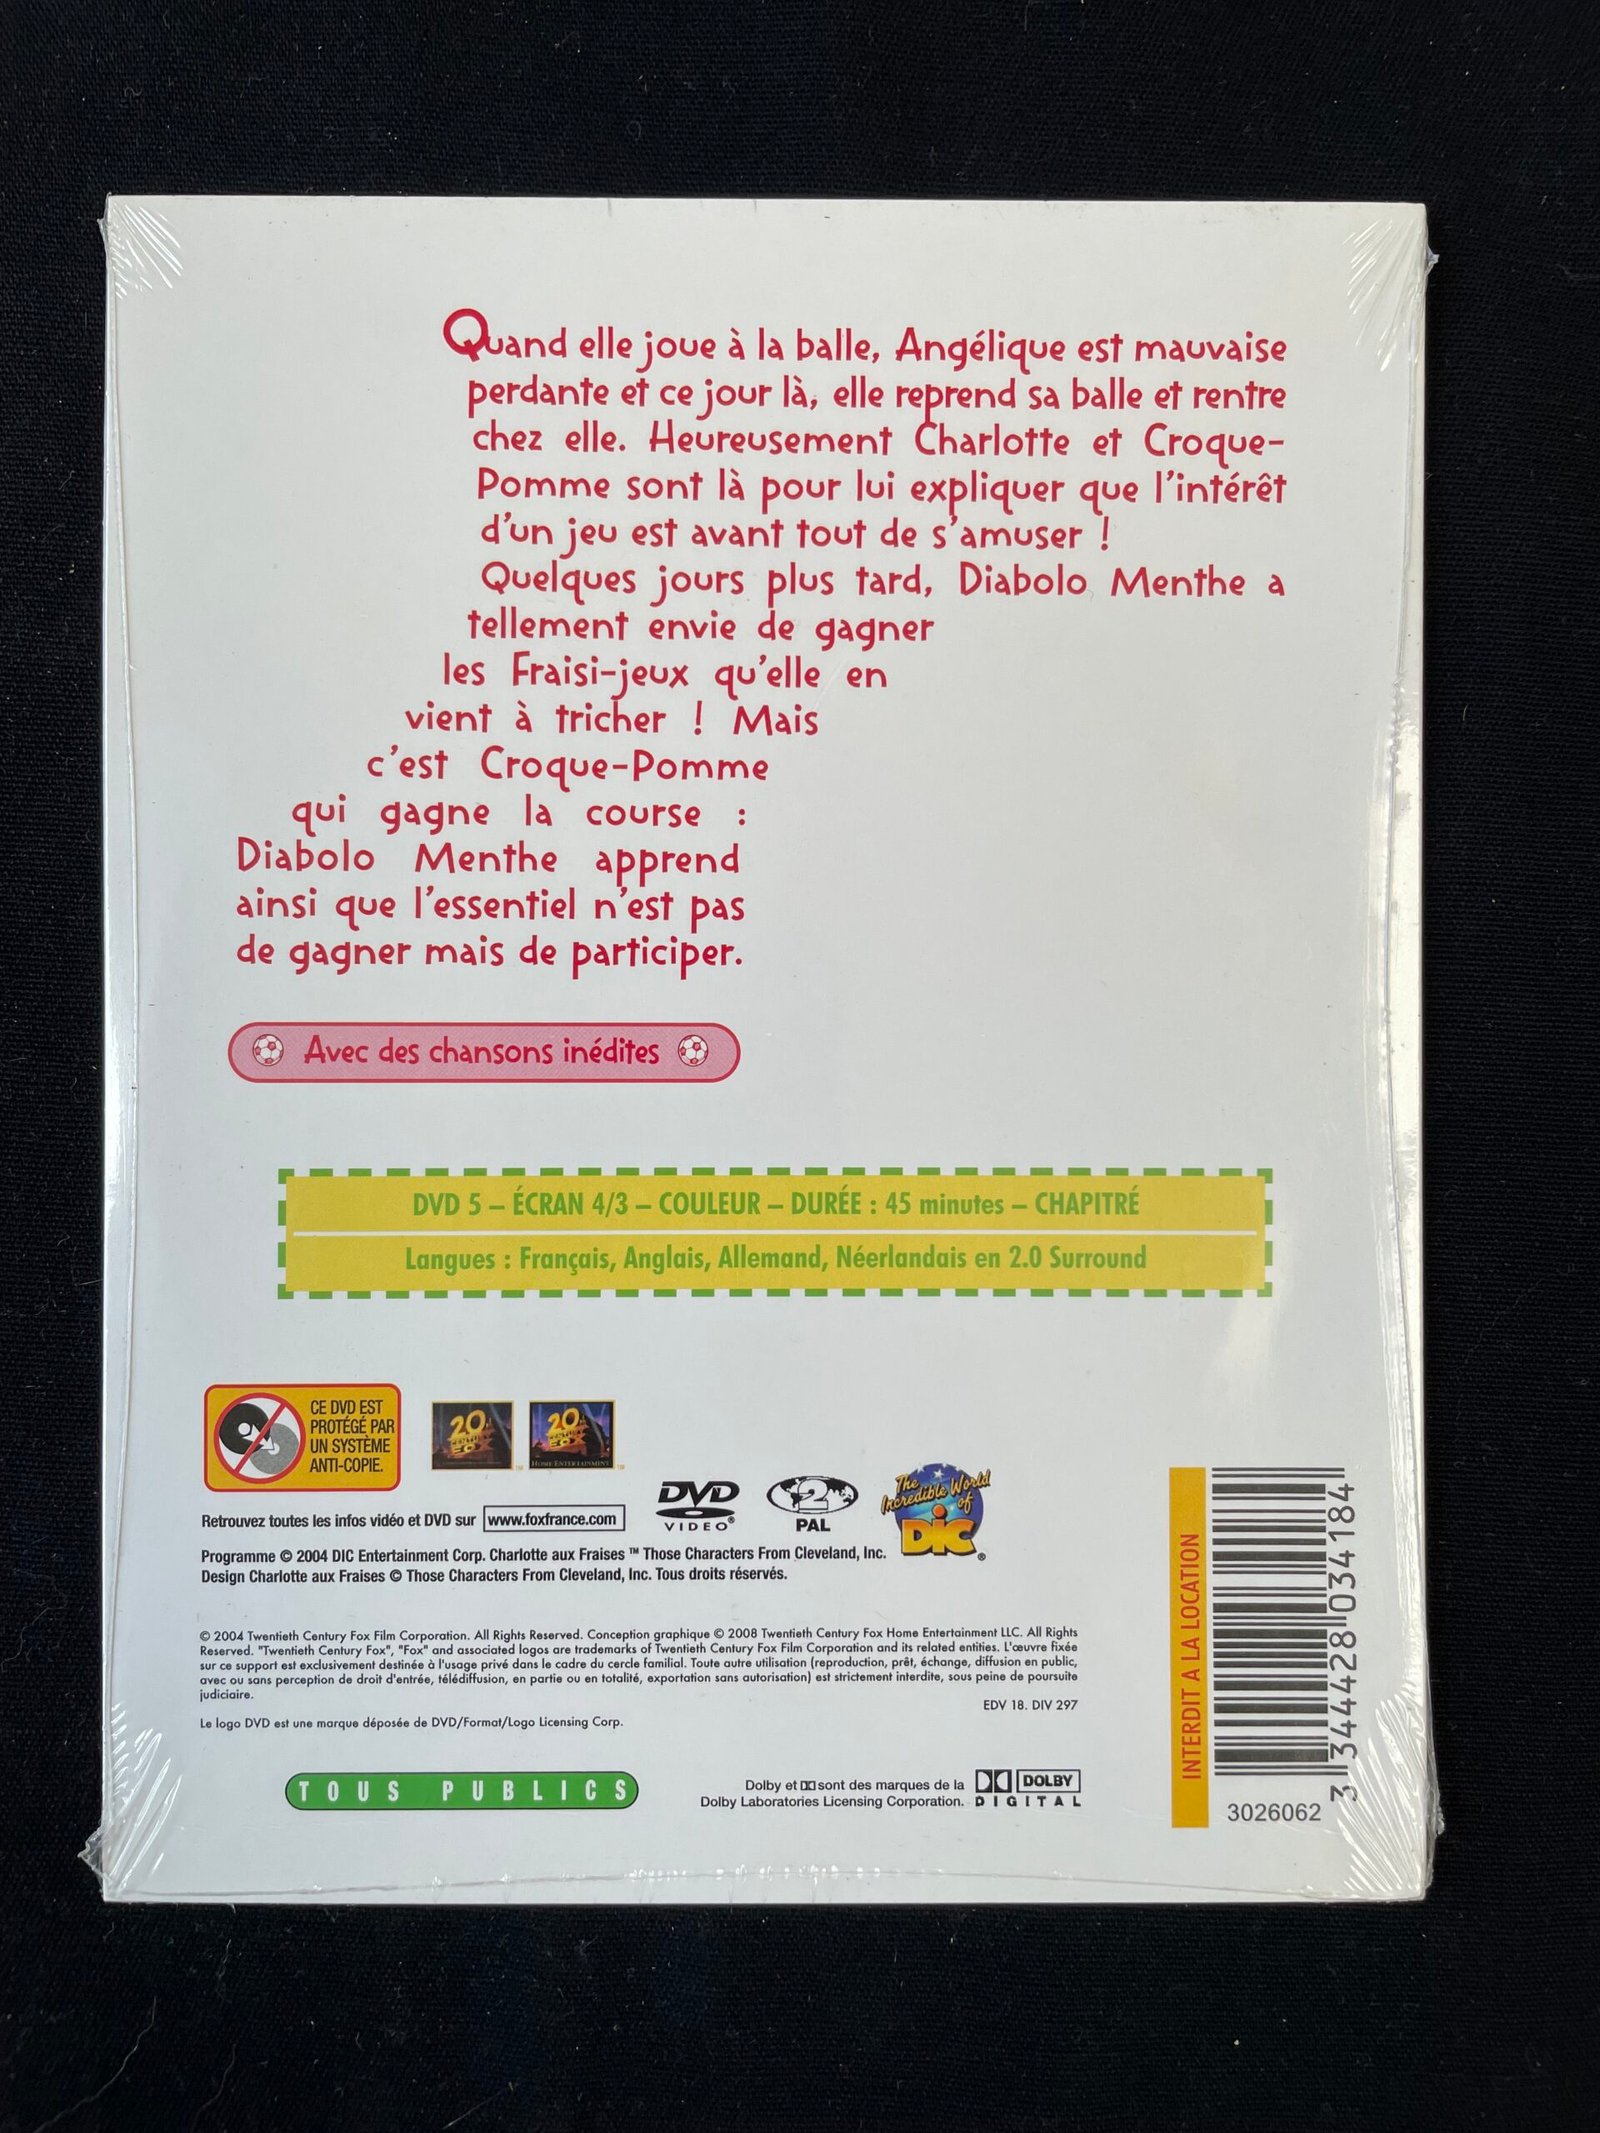 Quand elle joue à la balle, Angélique est mauvaise
perdante et ce jour là, elle reprend sa balle et rentre
chez elle. Heureusement Charlotte et Croque-
Pomme sont là pour lui expliquer que l'intérêt
d'un jeu est avant tout de s'amuser !
Quelques jours plus tard, Diabolo Menthe a
tellement envie de gagner
les Fraisi-jeux qu'elle en
vient à tricher ! Mais
c'est Croque-Pomme
qui gagne la course :
Diabolo Menthe apprend
ainsi que l'essentiel n'est pas
de gagner mais de participer.
Avec des chansons inédites
DVD 5 – ÉCRAN 4/3 – COULEUR – DURÉE : 45 minutes – CHAPITRÉ
Langues : Français, Anglais, Allemand, Néerlandais en 2.0 Surround
CE DVD EST
PROTÉGÉ PAR
UN SYSTÈME
ANTI-COPIE.
20th
CENTURY
FOX
20th
CENTURY
FOX
HOME ENTERTAINMENT
Retrouvez toutes les infos vidéo et DVD sur www.foxfrance.com
DVD
VIDEO®
2
PAL
The
Incredible World
of
DiC®
Programme © 2004 DIC Entertainment Corp. Charlotte aux Fraises ™ Those Characters From Cleveland, Inc.
Design Charlotte aux Fraises © Those Characters From Cleveland, Inc. Tous droits réservés.
© 2004 Twentieth Century Fox Film Corporation. All Rights Reserved. Conception graphique © 2008 Twentieth Century Fox Home Entertainment LLC. All Rights
Reserved. "Twentieth Century Fox", "Fox" and associated logos are trademarks of Twentieth Century Fox Film Corporation and its related entities. L'œuvre fixée
sur ce support est exclusivement destinée à l'usage privé dans le cadre du cercle familial. Toute autre utilisation (reproduction, prêt, échange, diffusion en public,
avec ou sans perception de droit d'entrée, télédiffusion, en partie ou en totalité, exportation sans autorisation) est strictement interdite, sous peine de poursuite
judiciaire.
EDV 18. DIV 297
Le logo DVD est une marque déposée de DVD/Format/Logo Licensing Corp.
TOUS PUBLICS
Dolby et sont des marques de la
Dolby Laboratories Licensing Corporation.
DOLBY
DIGITAL
INTERDIT A LA LOCATION
3 344428 034184
3026062